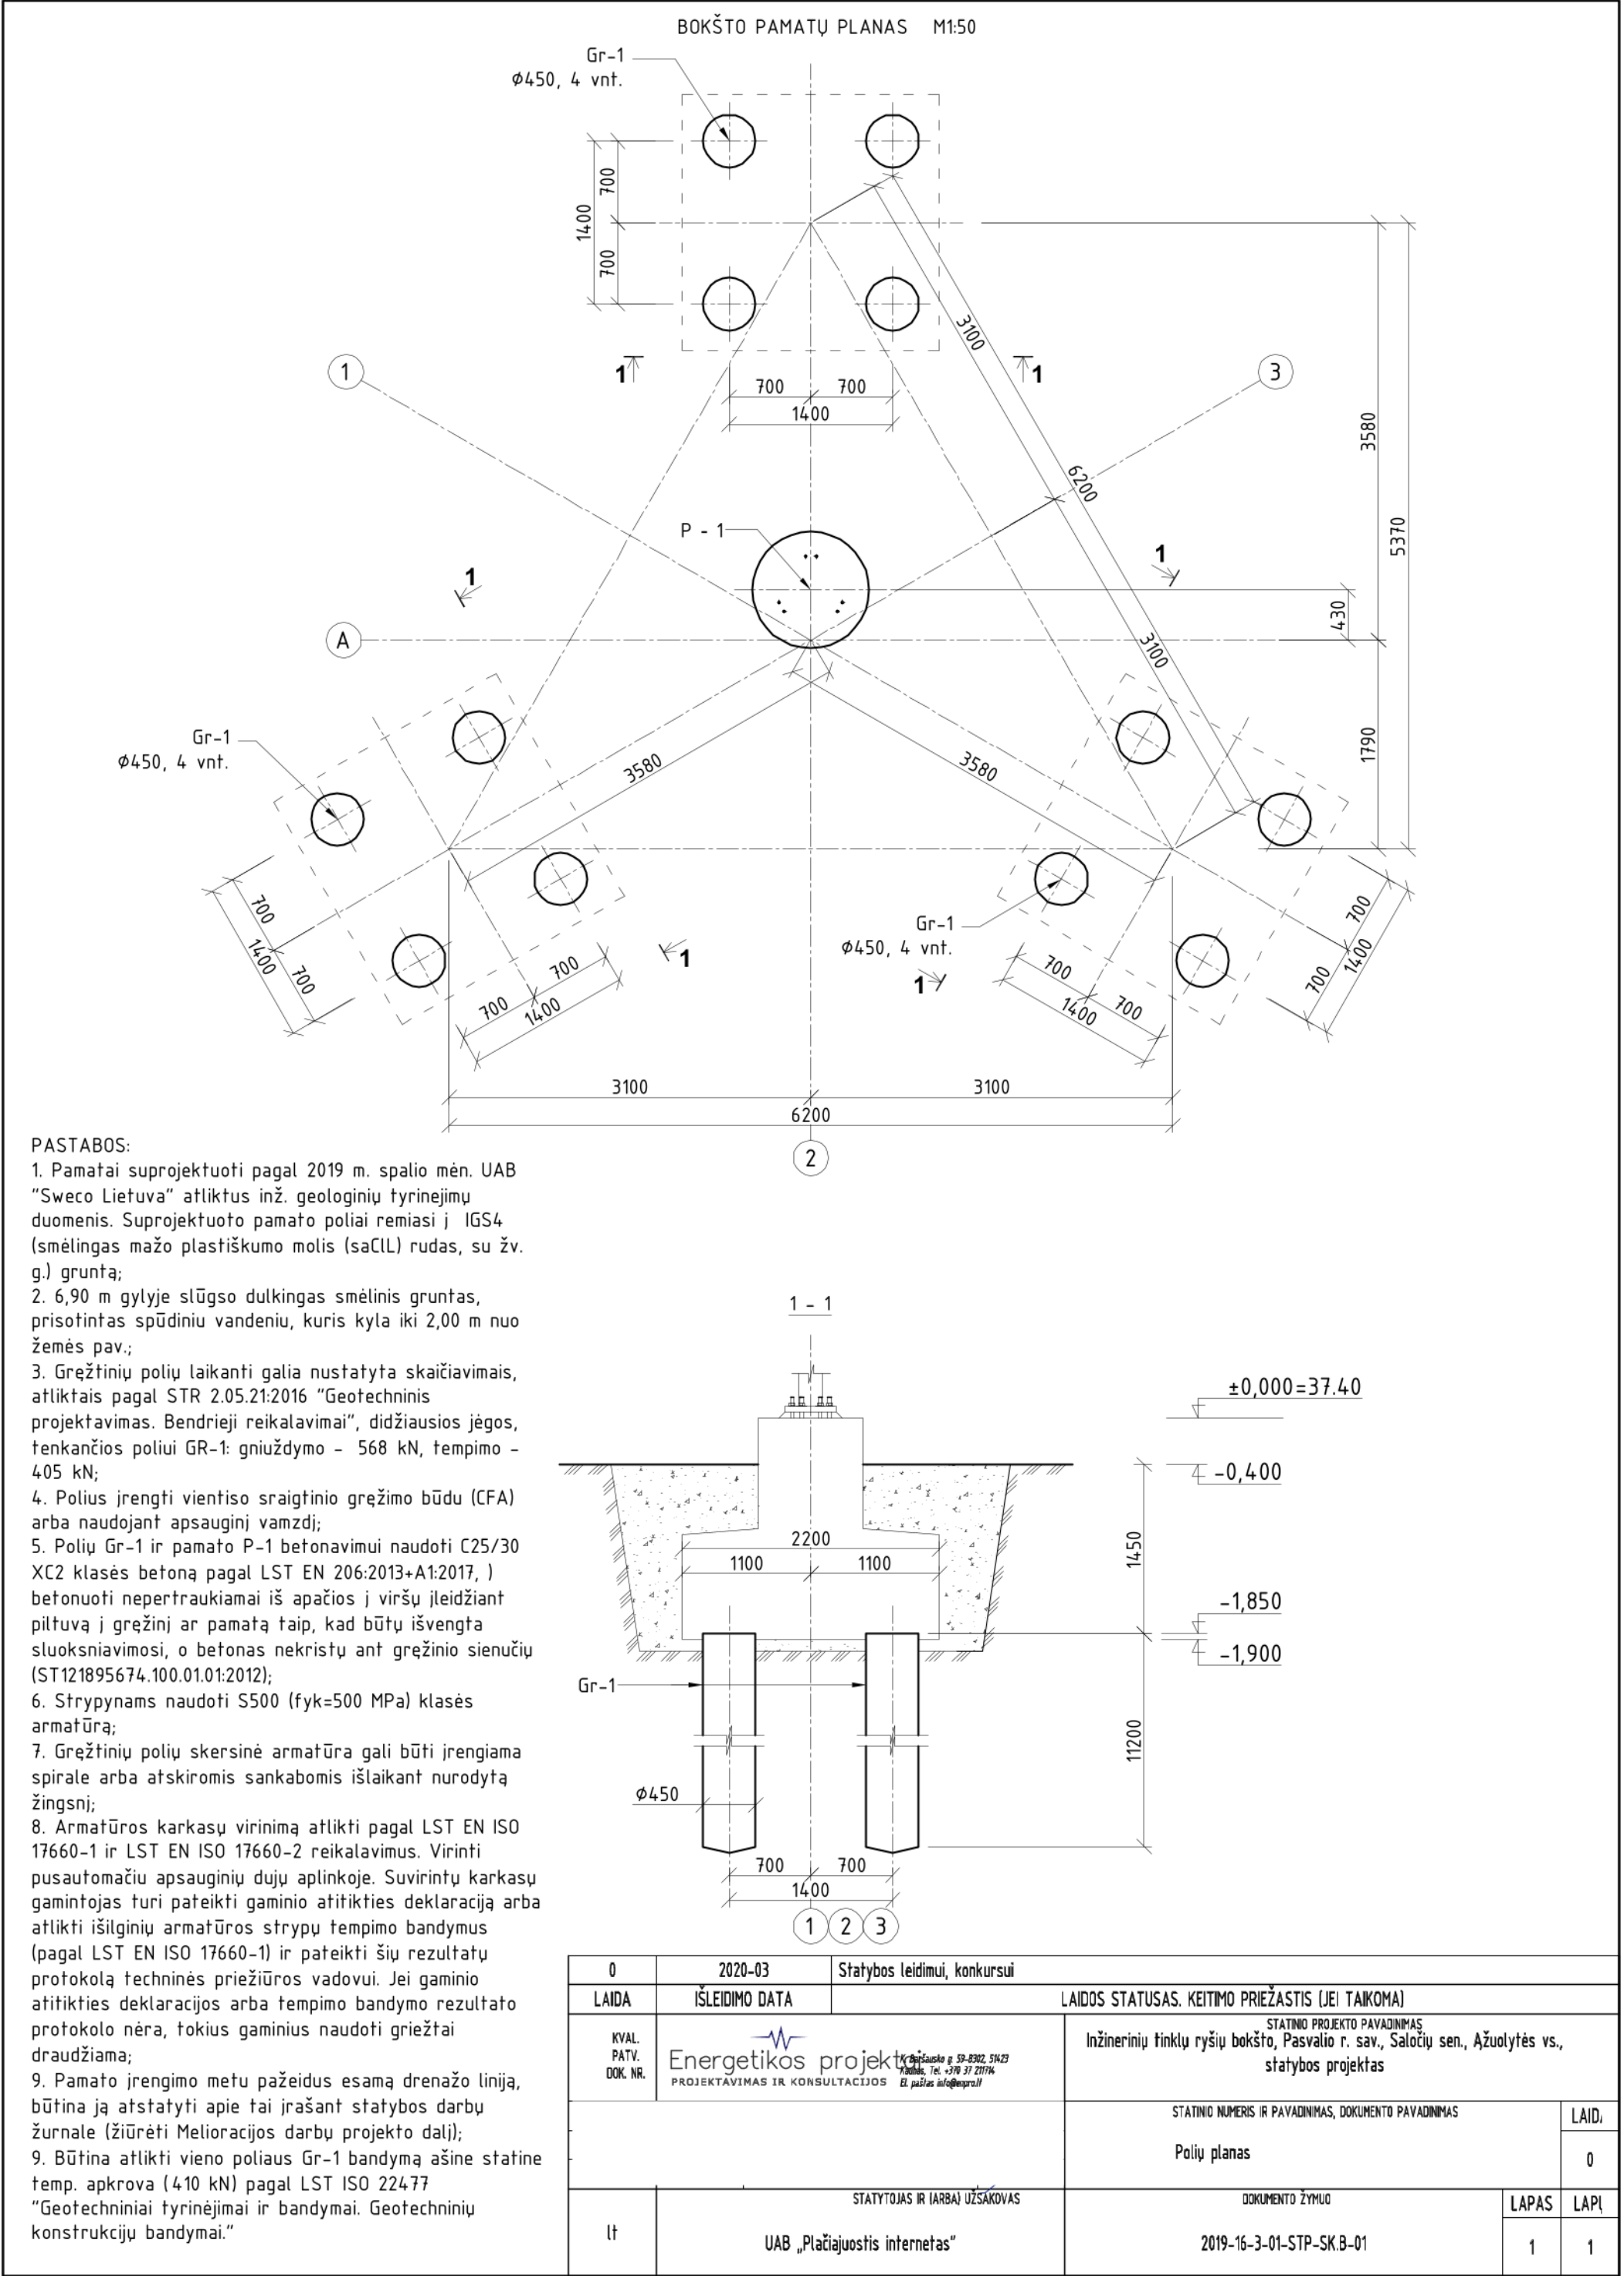 BOKŠTO PAMATŲ PLANAS M1:50
Gr-1
Ø450, 4 vnt.
700
1400
700
1
1
700
700
1400
1
3
3100
6200
3580
5370
P - 1
1
1
430
A
3100
1790
Gr-1
Ø450, 4 vnt.
3580
3580
700
1400
700
700
700
1400
1
Gr-1
Ø450, 4 vnt.
1
700
1400
700
700
1400
700
3100
3100
6200
2
PASTABOS:
1. Pamatai suprojektuoti pagal 2019 m. spalio mėn. UAB
"Sweco Lietuva" atliktus inž. geologinių tyrinejimų
duomenis. Suprojektuoto pamato poliai remiasi į IGS4
(smėlingas mažo plastiškumo molis (saClL) rudas, su žv.
g.) gruntą;
2. 6,90 m gylyje slūgso dulkingas smėlinis gruntas,
prisotintas spūdiniu vandeniu, kuris kyla iki 2,00 m nuo
žemės pav.;
3. Gręžtinių polių laikanti galia nustatyta skaičiavimais,
atliktais pagal STR 2.05.21:2016 "Geotechninis
projektavimas. Bendrieji reikalavimai", didžiausios jėgos,
tenkančios poliui GR-1: gniuždymo - 568 kN, tempimo -
405 kN;
4. Polius įrengti vientiso sraigtinio gręžimo būdu (CFA)
arba naudojant apsauginį vamzdį;
5. Polių Gr-1 ir pamato P-1 betonavimui naudoti C25/30
XC2 klasės betoną pagal LST EN 206:2013+A1:2017, )
betonuoti nepertraukiamai iš apačios į viršų įleidžiant
piltuvą į gręžinį ar pamatą taip, kad būtų išvengta
sluoksniavimosi, o betonas nekristų ant gręžinio sienučių
(ST121895674.100.01.01:2012);
6. Strypynams naudoti S500 (fyk=500 MPa) klasės
armatūrą;
7. Gręžtinių polių skersinė armatūra gali būti įrengiama
spirale arba atskiromis sankabomis išlaikant nurodytą
žingsnį;
8. Armatūros karkasų virinimą atlikti pagal LST EN ISO
17660-1 ir LST EN ISO 17660-2 reikalavimus. Virinti
pusautomačiu apsauginių dujų aplinkoje. Suvirintų karkasų
gamintojas turi pateikti gaminio atitikties deklaraciją arba
atlikti išilginių armatūros strypų tempimo bandymus
(pagal LST EN ISO 17660-1) ir pateikti šių rezultatų
protokolą techninės priežiūros vadovui. Jei gaminio
atitikties deklaracijos arba tempimo bandymo rezultato
protokolo nėra, tokius gaminius naudoti griežtai
draudžiama;
9. Pamato įrengimo metu pažeidus esamą drenažo liniją,
būtina ją atstatyti apie tai įrašant statybos darbų
žurnale (žiūrėti Melioracijos darbų projekto dalį);
9. Būtina atlikti vieno poliaus Gr-1 bandymą ašine statine
temp. apkrova (410 kN) pagal LST ISO 22477
"Geotechniniai tyrinėjimai ir bandymai. Geotechninių
konstrukcijų bandymai."
1 - 1
±0,000=37.40
-0,400
2200
1100
1100
1450
-1,850
-1,900
Gr-1
11200
Ø450
700
700
1400
1
2
3
0
2020-03
Statybos leidimui, konkursui
LAIDA
IŠLEIDIMO DATA
LAIDOS STATUSAS. KEITIMO PRIEŽASTIS (JEI TAIKOMA)
KVAL.
PATV.
DOK. NR.
Energetikos projektai
PROJEKTAVIMAS IR KONSULTACIJOS
K. Baršausko g. 59-B302, 51423
Kaunas, Tel. +370 37 211714
El. paštas info@enpro.lt
STATINIO PROJEKTO PAVADINIMAS
Inžinerinių tinklų ryšių bokšto, Pasvalio r. sav., Saločių sen., Ąžuolytės vs.,
statybos projektas
STATINIO NUMERIS IR PAVADINIMAS, DOKUMENTO PAVADINIMAS
LAID
Polių planas
0
STATYTOJAS IR (ARBA) UŽSAKOVAS
DOKUMENTO ŽYMUO
LAPAS
LAPŲ
lt
UAB „Plačiajuostis internetas"
2019-16-3-01-STP-SK.B-01
1
1